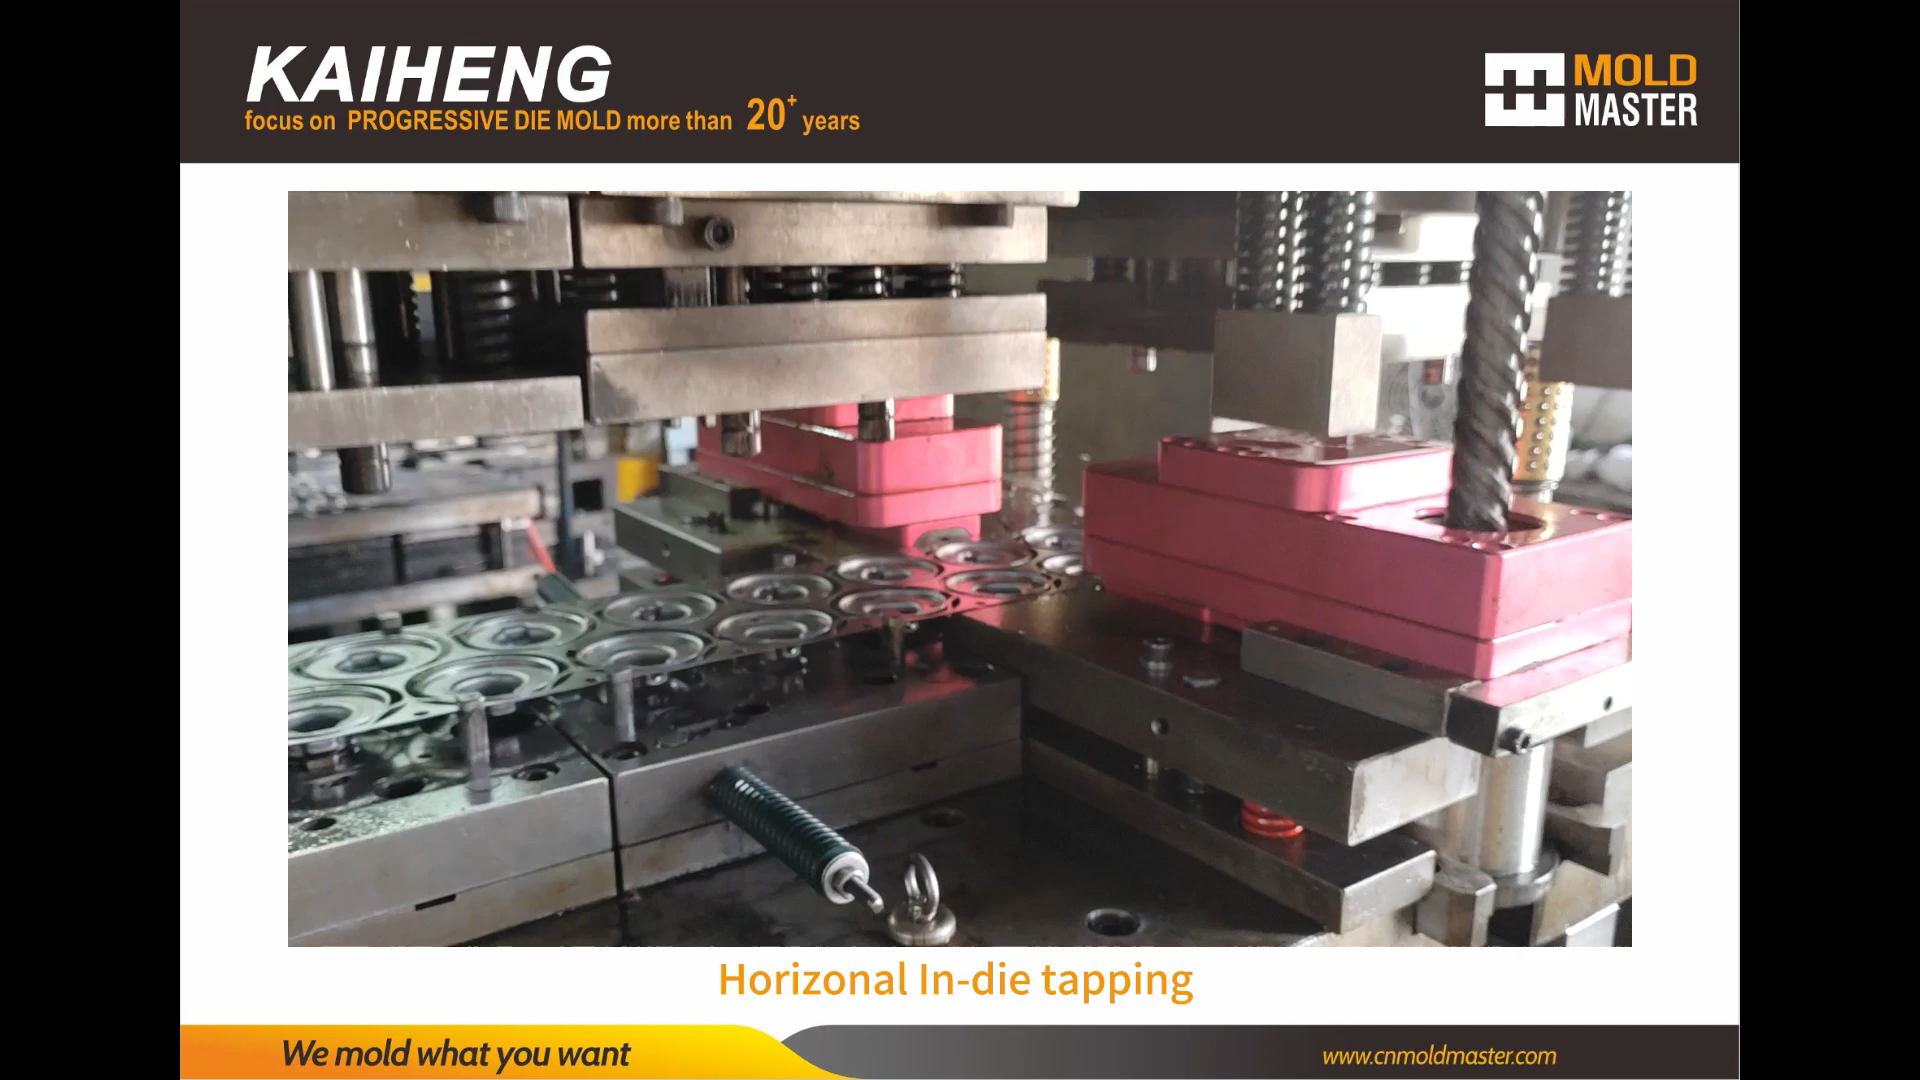 KAIHENG
focus on PROGRESSIVE DIE MOLD more than 20+ years
MOLD
MASTER
Horizonal In-die tapping
We mold what you want
www.cnmoldmaster.com